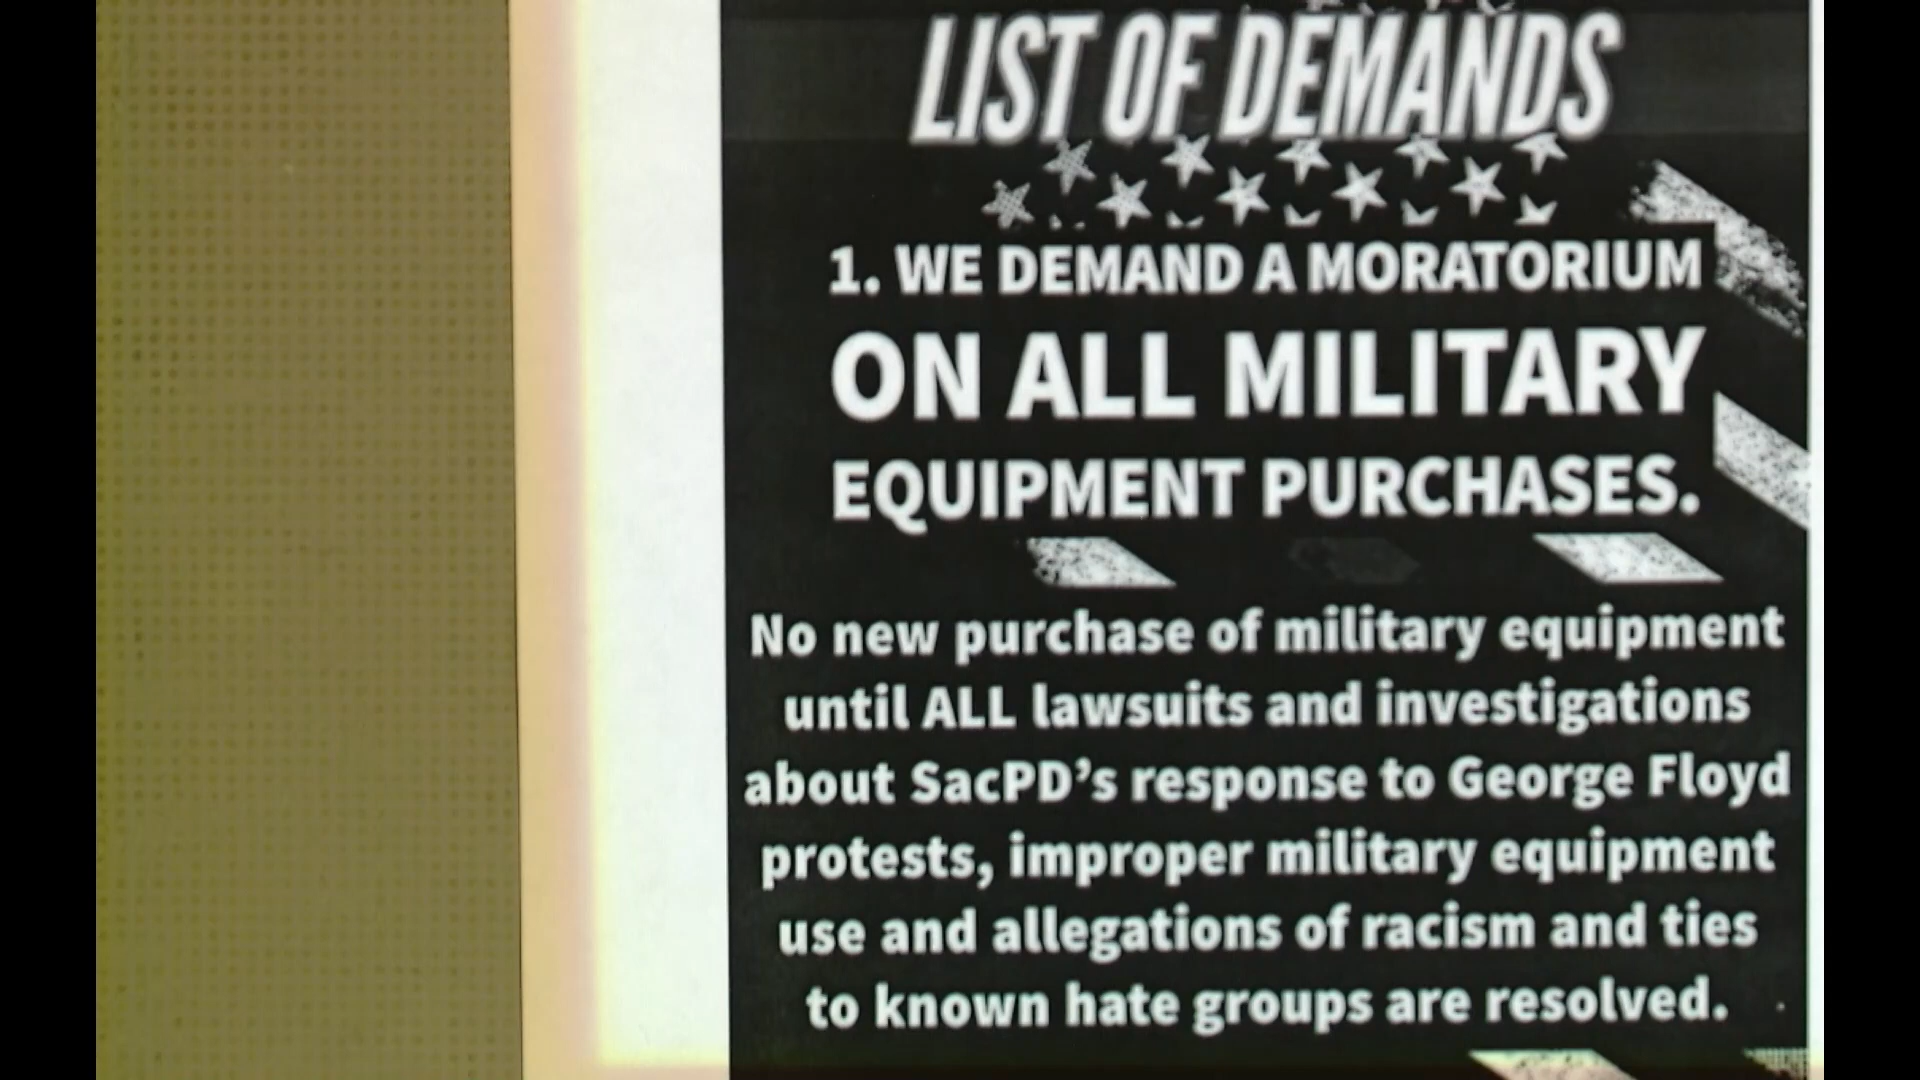 LIST OF DEMANDS
1. WE DEMAND A MORATORIUM
ON ALL MILITARY
EQUIPMENT PURCHASES.
No new purchase of military equipment
until ALL lawsuits and investigations
about SacPD’s response to George Floyd
protests, improper military equipment
use and allegations of racism and ties
to known hate groups are resolved.